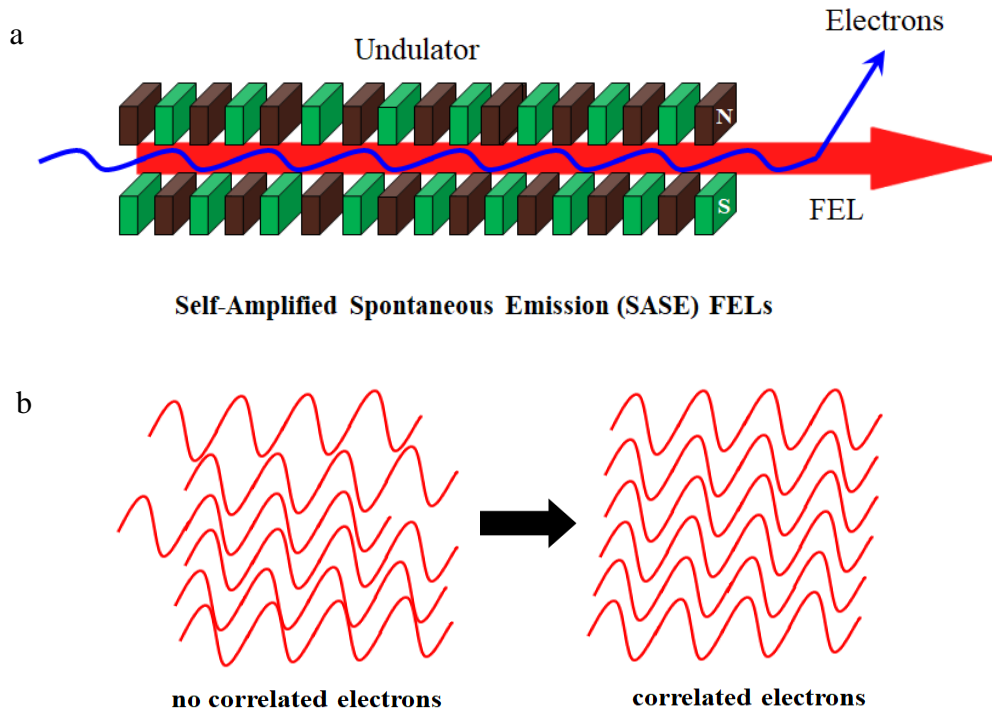 a
Electrons
Undulator
N
S
FEL
Self-Amplified Spontaneous Emission (SASE) FELs
b
no correlated electrons
correlated electrons